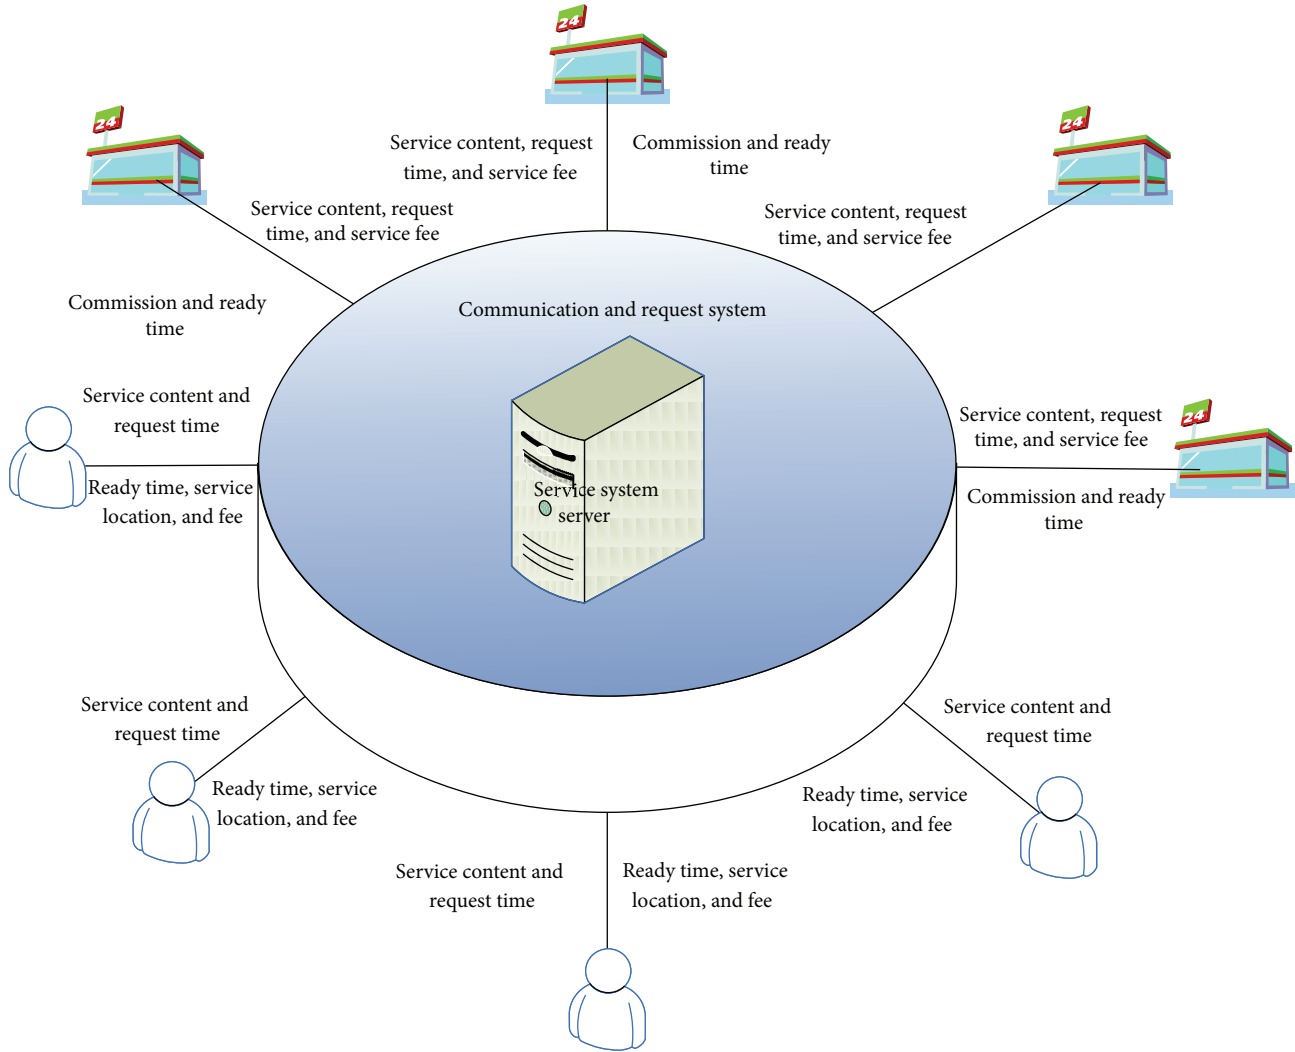 24
Service content, request
time, and service fee
Commission and ready
time
24
Service content, request
time, and service fee
Commission and ready
time
24
Service content, request
time, and service fee
Communication and request system
Service system
server
Service content and
request time
Ready time, service
location, and fee
24
Service content, request
time, and service fee
Commission and ready
time
Service content and
request time
Ready time, service
location, and fee
Service content and
request time
Ready time, service
location, and fee
Service content and
request time
Ready time, service
location, and fee